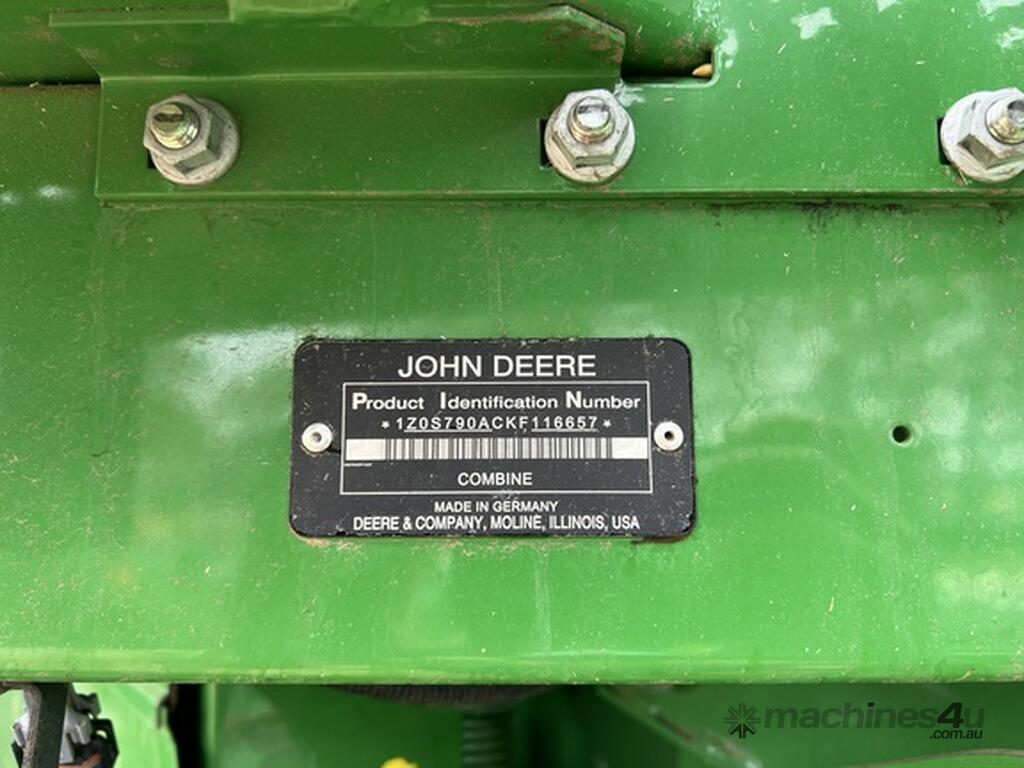 JOHN DEERE
Product Identification Number
*1Z0S790ACKF116657*
COMBINE
MADE IN GERMANY
DEERE & COMPANY, MOLINE, ILLINOIS, USA
machines4u
.com.au